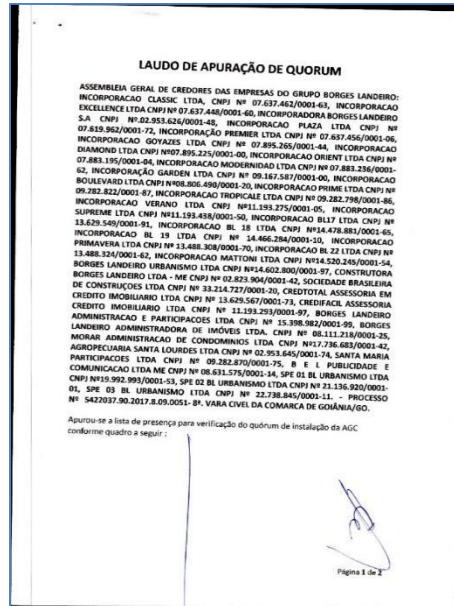 LAUDO DE APURAÇÃO DE QUORUM
ASSEMBLEIA GERAL DE CREDORES DAS EMPRESAS DO GRUPO BORGES LANDEIRO:
INCORPORACAO CLASSIC LTDA, CNPJ Nº 07.637.462/0001-63, INCORPORACAO
EXCELLENCE LTDA CNPJ Nº 07.637.448/0001-60, INCORPORADORA BORGES LANDEIRO
S.A CNPJ Nº.02.953.626/0001-48, INCORPORACAO PLAZA LTDA CNPJ Nº
07.619.962/0001-72, INCORPORAÇÃO PREMIER LTDA CNPJ Nº 07.637.456/0001-06,
INCORPORACAO GOYAZES LTDA CNPJ Nº 07.895.265/0001-44, INCORPORACAO
DIAMOND LTDA CNPJ Nº07.895.225/0001-00, INCORPORACAO ORIENT LTDA CNPJ Nº
07.883.195/0001-04, INCORPORACAO MODERNIDAD LTDA CNPJ Nº 07.883.236/0001-
62, INCORPORAÇÃO GARDEN LTDA CNPJ Nº 09.167.587/0001-00, INCORPORACAO
BOULEVARD LTDA CNPJ Nº08.806.490/0001-20, INCORPORACAO PRIME LTDA CNPJ Nº
09.282.822/0001-87, INCORPORACAO TROPICALE LTDA CNPJ Nº 09.282.798/0001-86,
INCORPORACAO VERANO LTDA CNPJ Nº11.193.275/0001-05, INCORPORACAO
SUPREME LTDA CNPJ Nº11.193.438/0001-50, INCORPORACAO BL17 LTDA CNPJ Nº
13.629.549/0001-91, INCORPORACAO BL 18 LTDA CNPJ Nº14.478.881/0001-65,
INCORPORACAO BL 19 LTDA CNPJ Nº 14.466.284/0001-10, INCORPORACAO
PRIMAVERA LTDA CNPJ Nº 13.488.308/0001-70, INCORPORACAO BL 22 LTDA CNPJ Nº
13.488.324/0001-62, INCORPORACAO MATTONI LTDA CNPJ Nº14.520.245/0001-54,
BORGES LANDEIRO URBANISMO LTDA CNPJ Nº14.602.800/0001-97, CONSTRUTORA
BORGES LANDEIRO LTDA - ME CNPJ Nº 02.823.904/0001-42, SOCIEDADE BRASILEIRA
DE CONSTRUÇOES LTDA CNPJ Nº 33.214.727/0001-20, CREDTOTAL ASSESSORIA EM
CREDITO IMOBILIARIO LTDA CNPJ Nº 13.629.567/0001-73, CREDIFACIL ASSESSORIA
CREDITO IMOBILIARIO LTDA CNPJ Nº 11.193.293/0001-97, BORGES LANDEIRO
ADMINISTRACAO E PARTICIPACOES LTDA CNPJ Nº 15.398.982/0001-99, BORGES
LANDEIRO ADMINISTRADORA DE IMÓVEIS LTDA. CNPJ Nº 08.111.218/0001-25,
MORAR ADMINISTRACAO DE CONDOMINIOS LTDA CNPJ Nº17.736.683/0001-42,
AGROPECUARIA SANTA LOURDES LTDA CNPJ Nº 02.953.645/0001-74, SANTA MARIA
PARTICIPACOES LTDA CNPJ Nº 09.282.870/0001-75, B E L PUBLICIDADE E
COMUNICACAO LTDA ME CNPJ Nº 08.631.575/0001-14, SPE 01 BL URBANISMO LTDA
CNPJ Nº19.992.993/0001-53, SPE 02 BL URBANISMO LTDA CNPJ Nº 21.136.920/0001-
01, SPE 03 BL URBANISMO LTDA CNPJ Nº 22.738.845/0001-11. - PROCESSO
Nº 5422037.90.2017.8.09.0051- 8ª. VARA CIVEL DA COMARCA DE GOIÂNIA/GO.
Apurou-se a lista de presença para verificação do quórum de instalação da AGC
conforme quadro a seguir :
Página 1 de 2